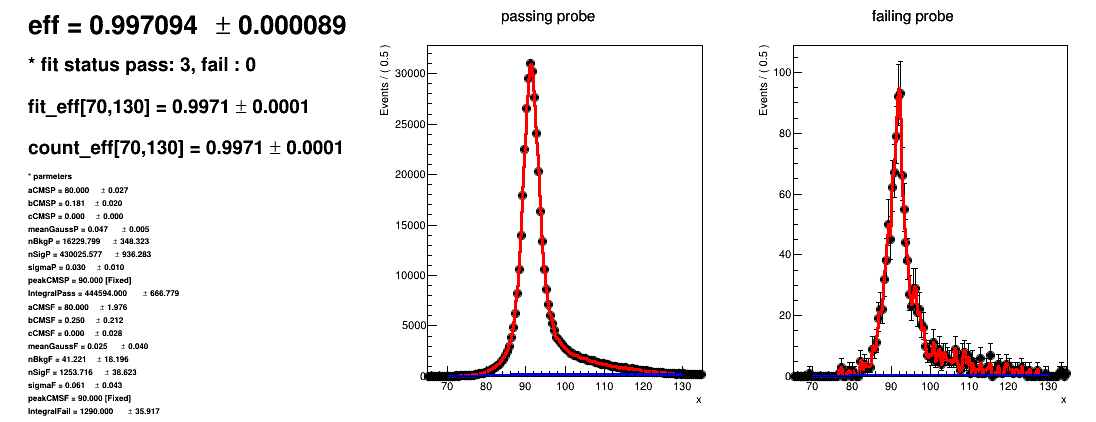 eff = 0.997094 ± 0.000089
* fit status pass: 3, fail : 0
fit_eff[70,130] = 0.9971 ± 0.0001
count_eff[70,130] = 0.9971 ± 0.0001
* parmeters
aCMSP = 80.000 ± 0.027
bCMSP = 0.181 ± 0.020
cCMSP = 0.000 ± 0.000
meanGaussP = 0.047 ± 0.005
nBkgP = 16229.799 ± 348.323
nSigP = 430025.577 ± 936.283
sigmaP = 0.030 ± 0.010
peakCMSP = 90.000 [Fixed]
IntegralPass = 444594.000 ± 666.779
aCMSF = 80.000 ± 1.976
bCMSF = 0.250 ± 0.212
cCMSF = 0.000 ± 0.028
meanGaussF = 0.025 ± 0.040
nBkgF = 41.221 ± 18.196
nSigF = 1253.716 ± 38.623
sigmaF = 0.061 ± 0.043
peakCMSF = 90.000 [Fixed]
IntegralFail = 1290.000 ± 35.917
passing probe
Events / ( 0.5 )
30000
25000
20000
15000
10000
5000
0
70 80 90 100 110 120 130
x
failing probe
Events / ( 0.5 )
100
80
60
40
20
0
70 80 90 100 110 120 130
x